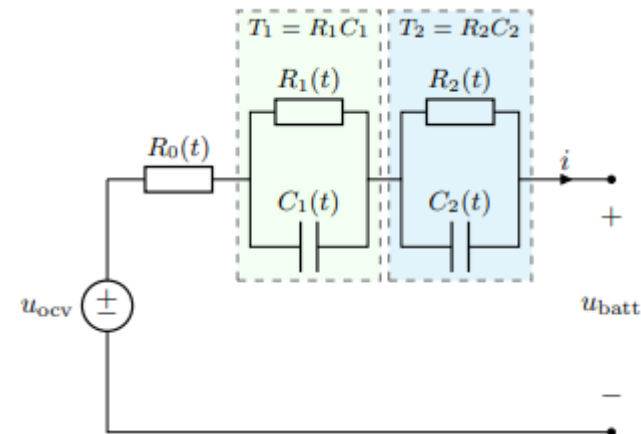 T₁ = R₁C₁
T₂ = R₂C₂
R₁(t)
R₂(t)
R₀(t)
C₁(t)
C₂(t)
i
+
u_ocv
±
u_batt
−